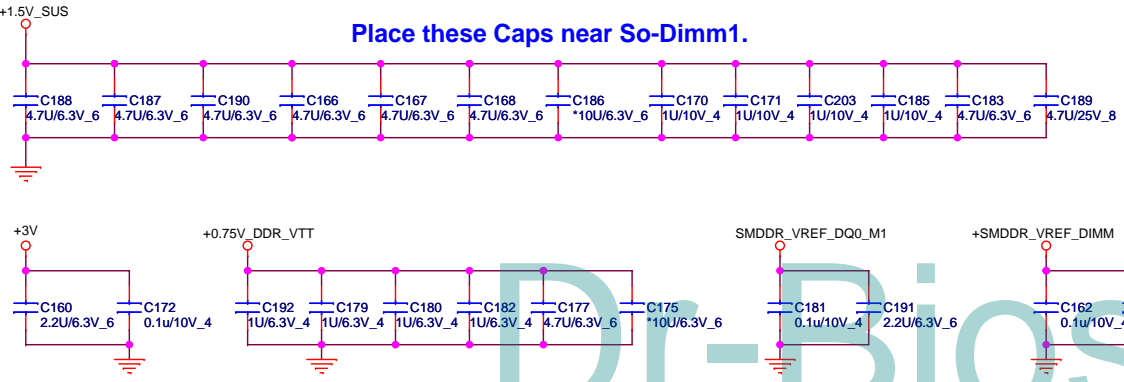 +1.5V_SUS
Place these Caps near So-Dimm1.
C188 C187 C190 C166 C167 C168 C186 C170 C171 C203 C185 C183 C189
4.7U/6.3V_6 4.7U/6.3V_6 4.7U/6.3V_6 4.7U/6.3V_6 4.7U/6.3V_6 4.7U/6.3V_6 *10U/6.3V_6 1U/10V_4 1U/10V_4 1U/10V_4 1U/10V_4 4.7U/6.3V_6 4.7U/25V_8
+3V +0.75V_DDR_VTT SMDDR_VREF_DQ0_M1 +SMDDR_VREF_DIMM
C160 C172 C192 C179 C180 C182 C177 C175 C181 C191 C162
2.2U/6.3V_6 0.1u/10V_4 1U/6.3V_4 1U/6.3V_4 1U/6.3V_4 1U/6.3V_4 4.7U/6.3V_6 *10U/6.3V_6 0.1u/10V_4 2.2U/6.3V_6 0.1u/10V_4
Dr-Bios